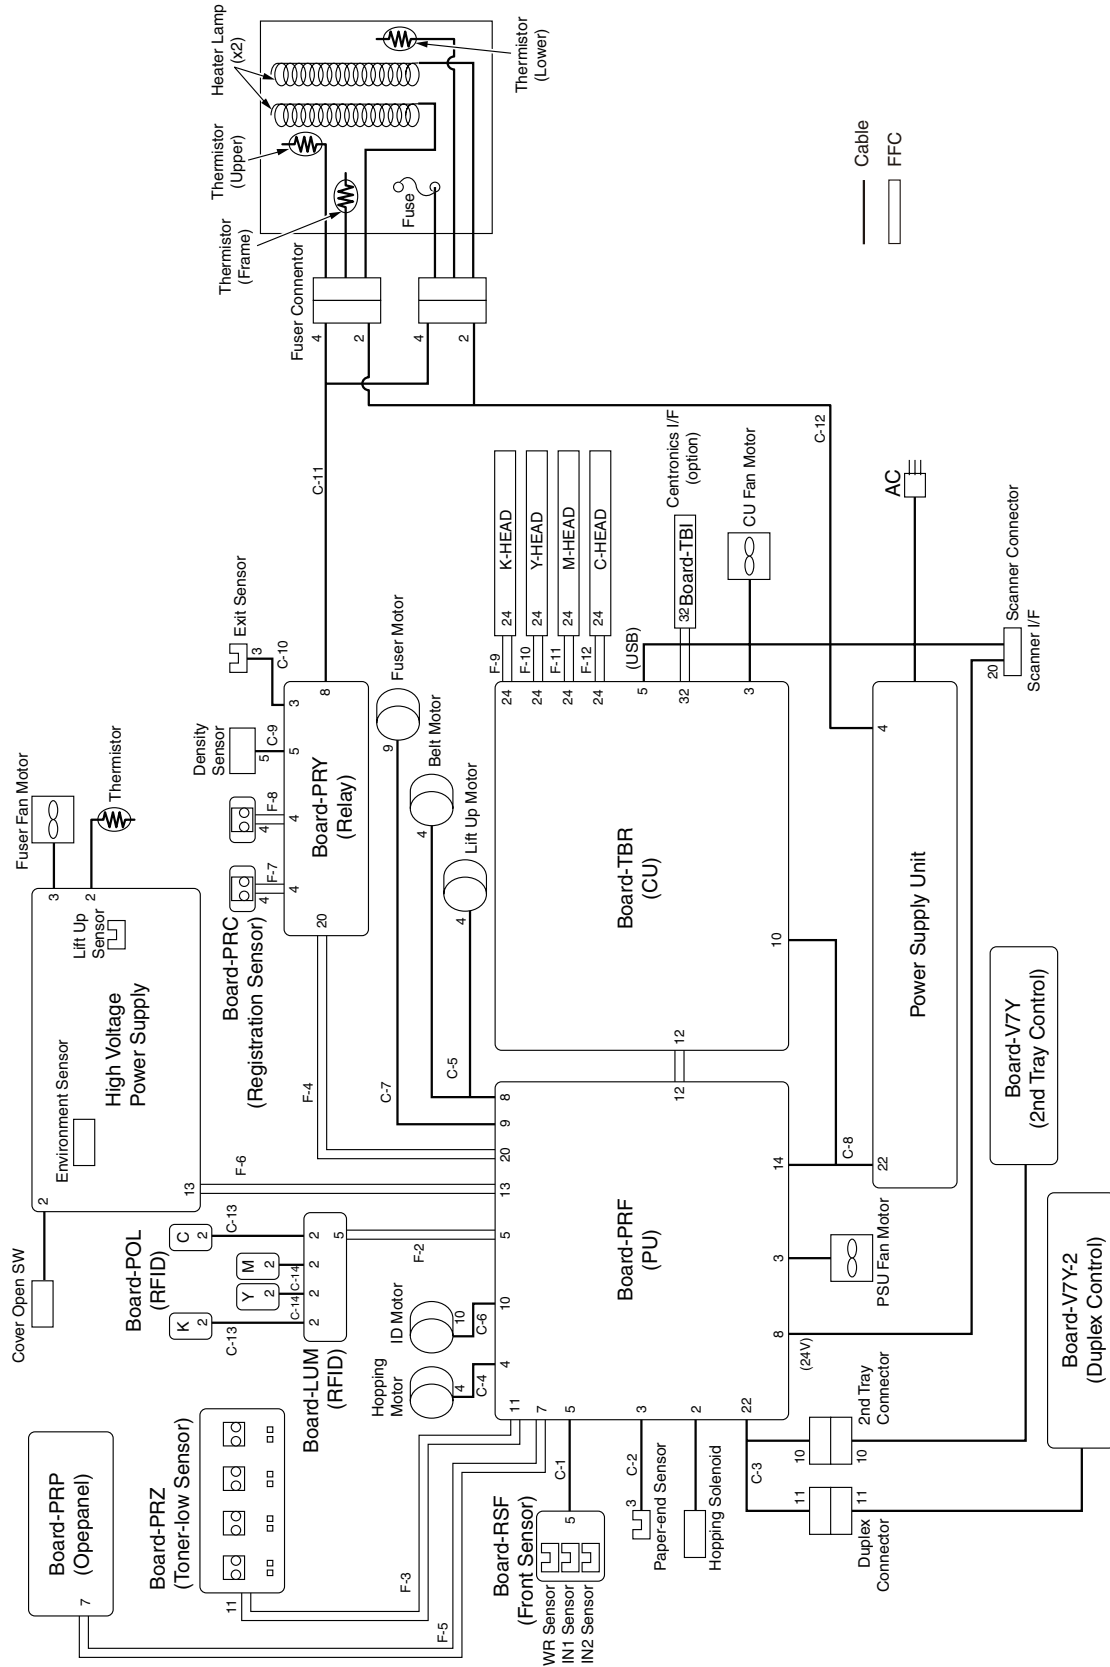 Cover Open SW
2
Environment Sensor
High Voltage
Power Supply
Lift Up
Sensor
3
2
Fuser Fan Motor
Thermistor
13
F-6
Board-PRP
(Opepanel)
7
F-5
Board-PRZ
(Toner-low Sensor)
11
F-3
Board-POL
(RFID)
K
2
C-13
Y
2
C-14
M
2
C-14
C
2
C-13
2
2
2
2
5
Board-LUM
(RFID)
F-2
Board-PRC
(Registration Sensor)
4
F-7
4
4
F-8
4
Density
Sensor
5
C-9
5
Exit Sensor
3
C-10
3
Board-PRY
(Relay)
20
8
F-4
C-11
Thermistor
(Frame)
Thermistor
(Upper)
Heater Lamp
(x2)
Thermistor
(Lower)
Fuse
Fuser Connentor
4
2
4
2
C-12
Hopping
Motor
4
C-4
ID Motor
10
C-6
Fuser Motor
9
C-7
Belt Motor
4
Lift Up Motor
4
C-5
Board-RSF
(Front Sensor)
WR Sensor
IN1 Sensor
IN2 Sensor
5
C-1
Paper-end Sensor
3
C-2
Hopping Solenoid
Board-PRF
(PU)
11
7
5
3
2
22
4
10
5
13
20
9
8
12
14
3
8
(24V)
C-3
Duplex
Connector
11
11
2nd Tray
Connector
10
10
PSU Fan Motor
C-8
Board-TBR
(CU)
12
10
24
24
24
24
5
32
3
F-9
F-10
F-11
F-12
24
K-HEAD
24
Y-HEAD
24
M-HEAD
24
C-HEAD
(USB)
32
Board-TBI
Centronics I/F
(option)
CU Fan Motor
Power Supply Unit
22
4
AC
20
Scanner Connector
Scanner I/F
Board-V7Y
(2nd Tray Control)
Board-V7Y-2
(Duplex Control)
Cable
FFC